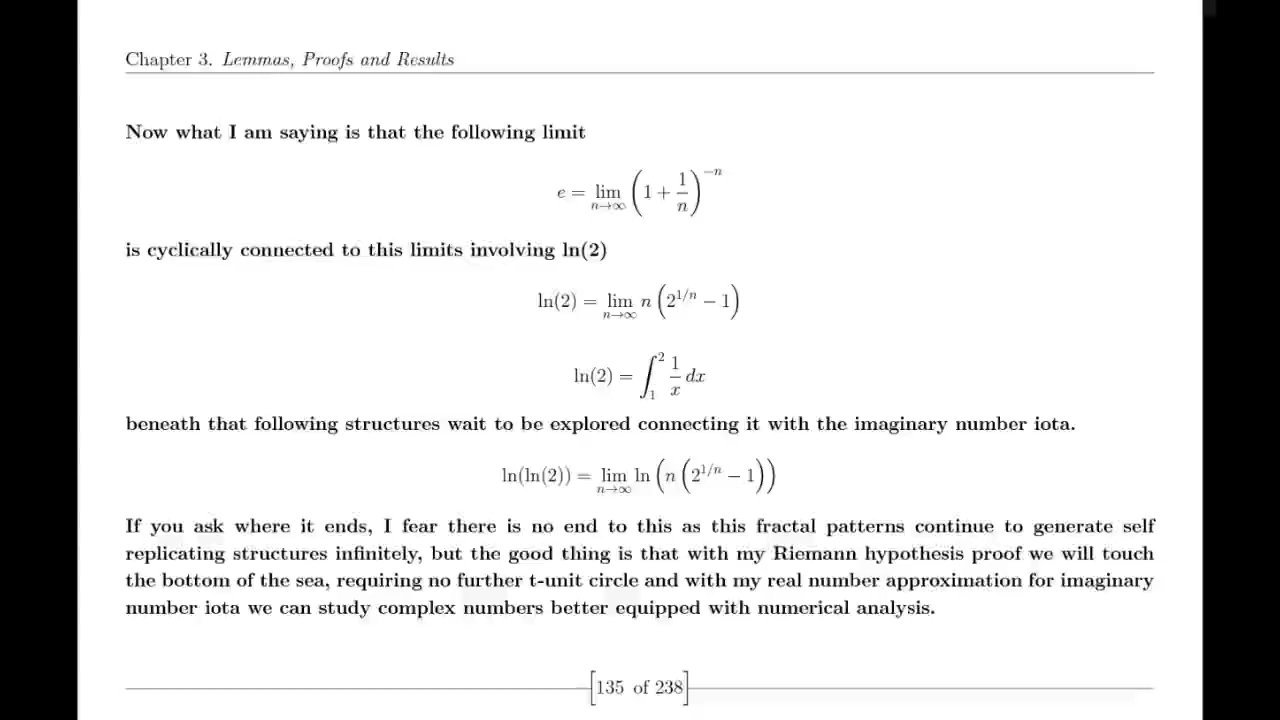 Chapter 3. Lemmas, Proofs and Results
Now what I am saying is that the following limit
e = lim n→∞ (1 + 1/n)^−n
is cyclically connected to this limits involving ln(2)
ln(2) = lim n→∞ n (2^1/n − 1)
ln(2) = ∫_1^2 1/x dx
beneath that following structures wait to be explored connecting it with the imaginary number iota.
ln(ln(2)) = lim n→∞ ln (n (2^1/n − 1))
If you ask where it ends, I fear there is no end to this as this fractal patterns continue to generate self
replicating structures infinitely, but the good thing is that with my Riemann hypothesis proof we will touch
the bottom of the sea, requiring no further t-unit circle and with my real number approximation for imaginary
number iota we can study complex numbers better equipped with numerical analysis.
[135 of 238]